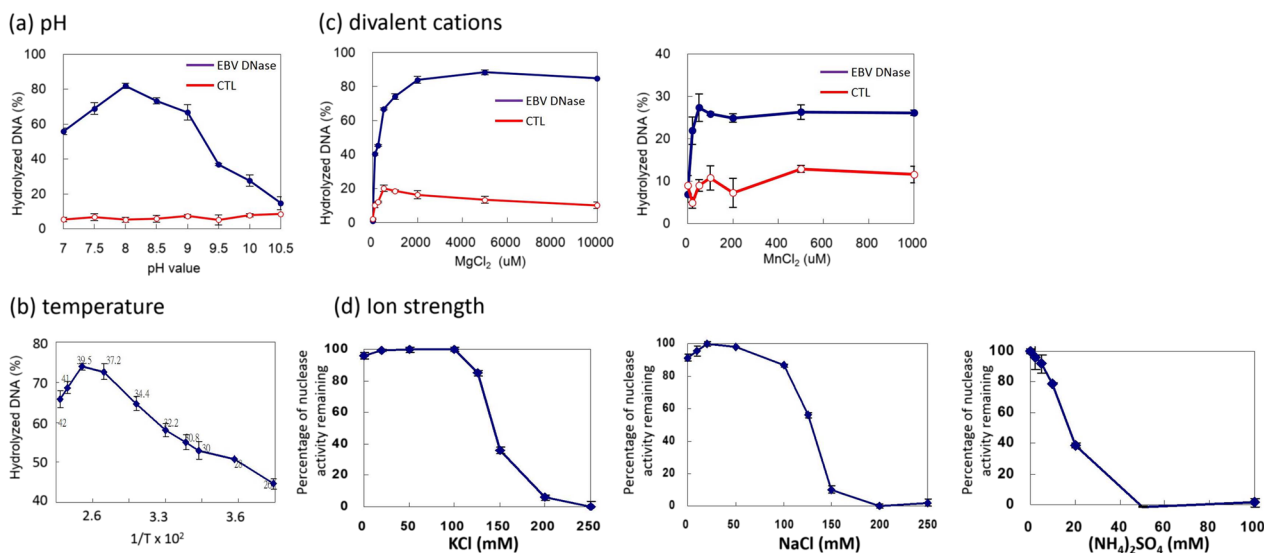 (a) pH
Hydrolyzed DNA (%)
100
80
60
40
20
0
EBV DNase
CTL
7 7.5 8 8.5 9 9.5 10 10.5
pH value
(c) divalent cations
Hydrolyzed DNA (%)
100
80
60
40
20
0
EBV DNase
CTL
0 2000 4000 6000 8000 10000
MgCl2 (uM)
Hydrolyzed DNA (%)
40
30
20
10
0
EBV DNase
CTL
0 200 400 600 800 1000
MnCl2 (uM)
(b) temperature
Hydrolyzed DNA (%)
80
70
60
50
40
42
41
39.5
37.2
34.4
32.2
30.8
30
28
2.6 3.3 3.6
1/T x 10²
(d) Ion strength
Percentage of nuclease
activity remaining
100
80
60
40
20
0
0 50 100 150 200 250
KCl (mM)
Percentage of nuclease
activity remaining
100
80
60
40
20
0
0 50 100 150 200 250
NaCl (mM)
Percentage of nuclease
activity remaining
100
80
60
40
20
0
0 20 40 60 80 100
(NH4)2SO4 (mM)